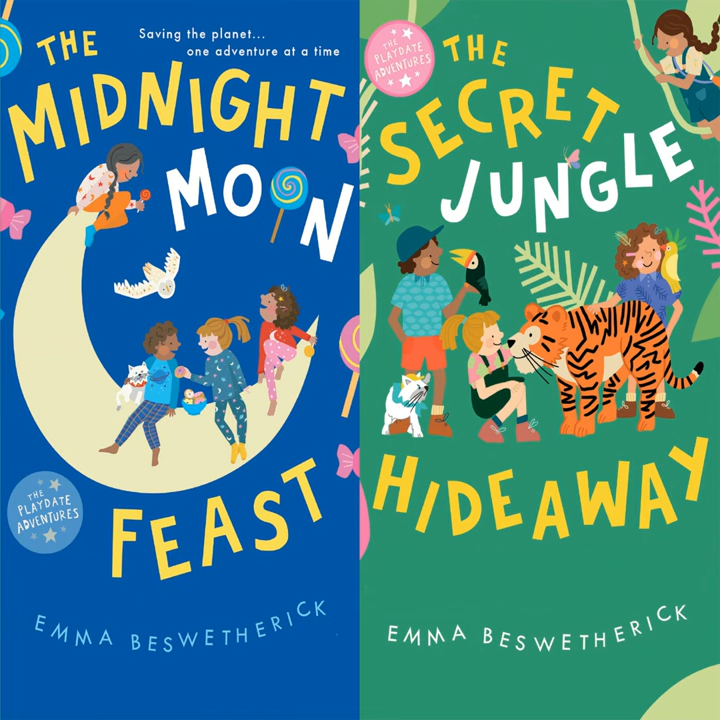 Saving the planet...
one adventure at a time
THE
MIDNIGHT
MOON
FEAST
THE
PLAYDATE
ADVENTURES
EMMA BESWETHERICK
THE
PLAYDATE
ADVENTURES
THE
SECRET
JUNGLE
HIDEAWAY
EMMA BESWETHERICK